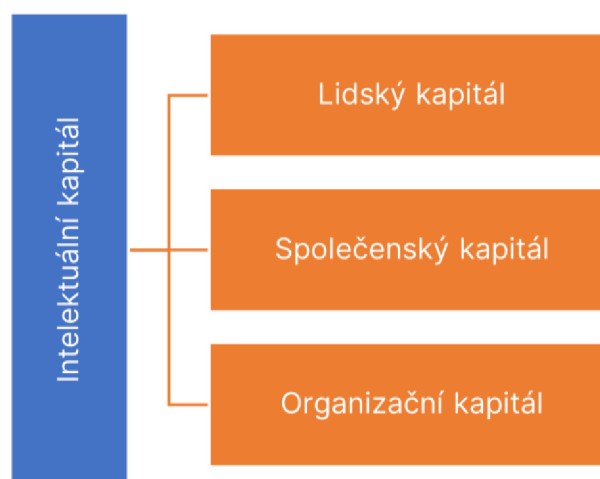 Intelektuální kapitál
Lidský kapitál
Společenský kapitál
Organizační kapitál